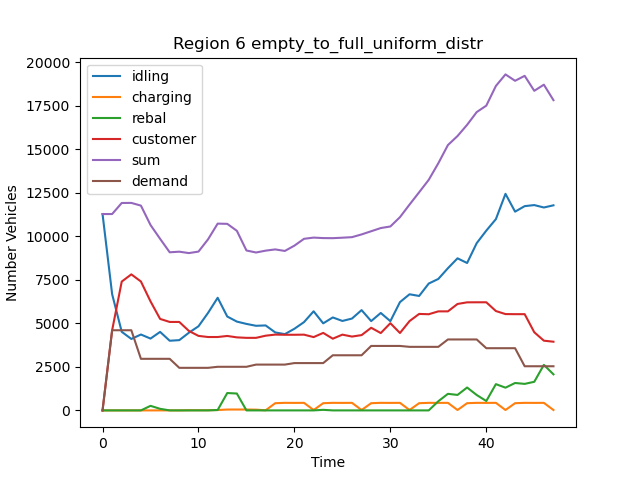 Region 6 empty_to_full_uniform_distr
20000
17500
15000
12500
10000
7500
5000
2500
0
Number Vehicles
idling
charging
rebal
customer
sum
demand
0 10 20 30 40
Time